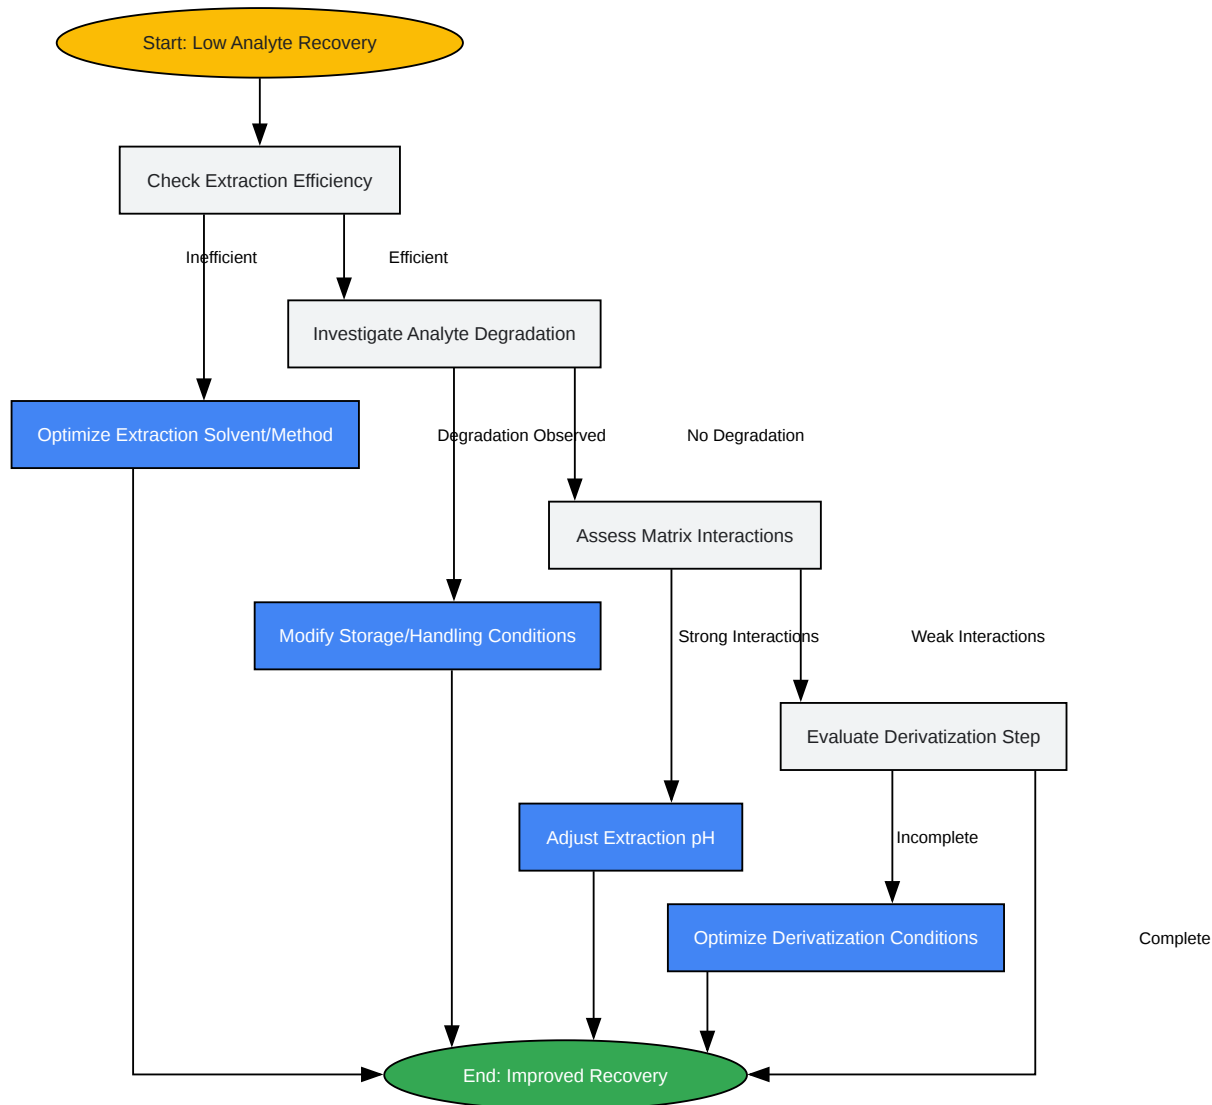 Start: Low Analyte Recovery
Check Extraction Efficiency
Inefficient
Efficient
Investigate Analyte Degradation
Optimize Extraction Solvent/Method
Degradation Observed
No Degradation
Assess Matrix Interactions
Modify Storage/Handling Conditions
Strong Interactions
Weak Interactions
Evaluate Derivatization Step
Adjust Extraction pH
Incomplete
Optimize Derivatization Conditions
Complete
End: Improved Recovery